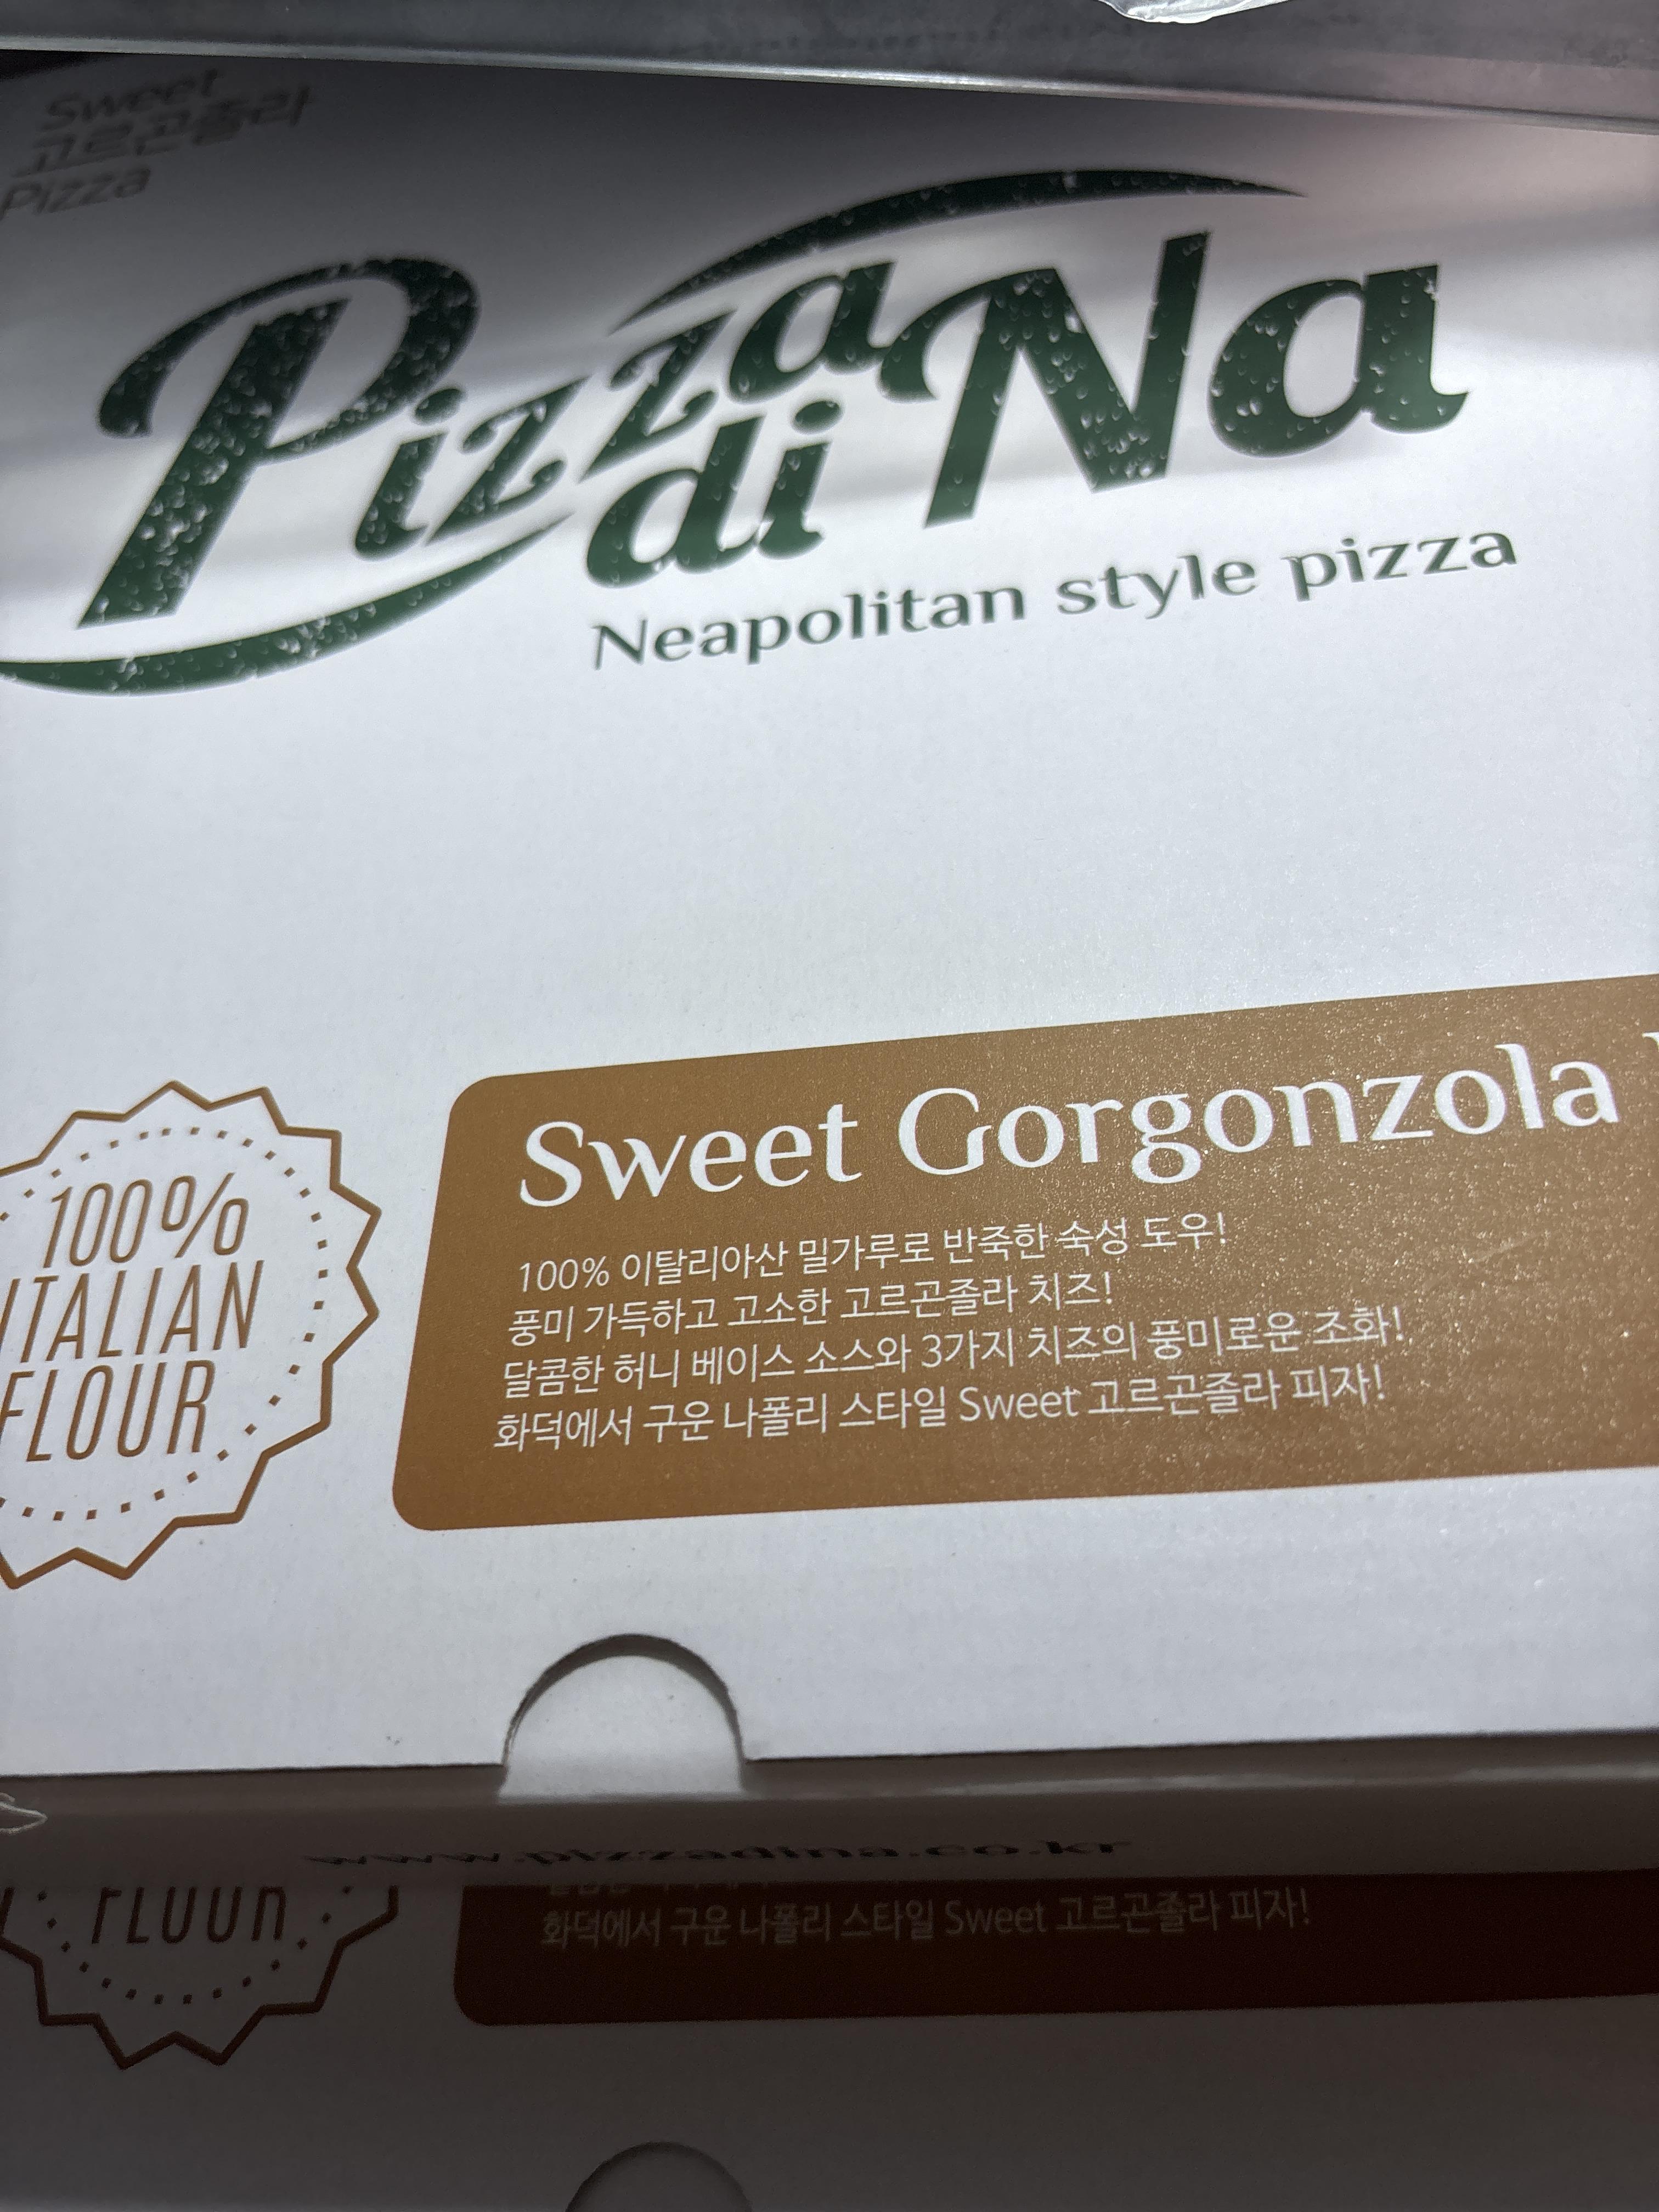 Sweet
고르곤졸라
Pizza
Pizza
di Na
Neapolitan style pizza
100%
ITALIAN
FLOUR
Sweet Gorgonzola
100% 이탈리아산 밀가루로 반죽한 숙성 도우!
풍미 가득하고 고소한 고르곤졸라 치즈!
달콤한 허니 베이스 소스와 3가지 치즈의 풍미로운 조화!
화덕에서 구운 나폴리 스타일 Sweet 고르곤졸라 피자!
www.pizzadina.co.kr
FLOUR
화덕에서 구운 나폴리 스타일 Sweet 고르곤졸라 피자!